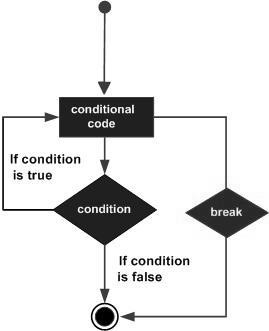 conditional
code
If condition
is true
condition
break
If condition
is false